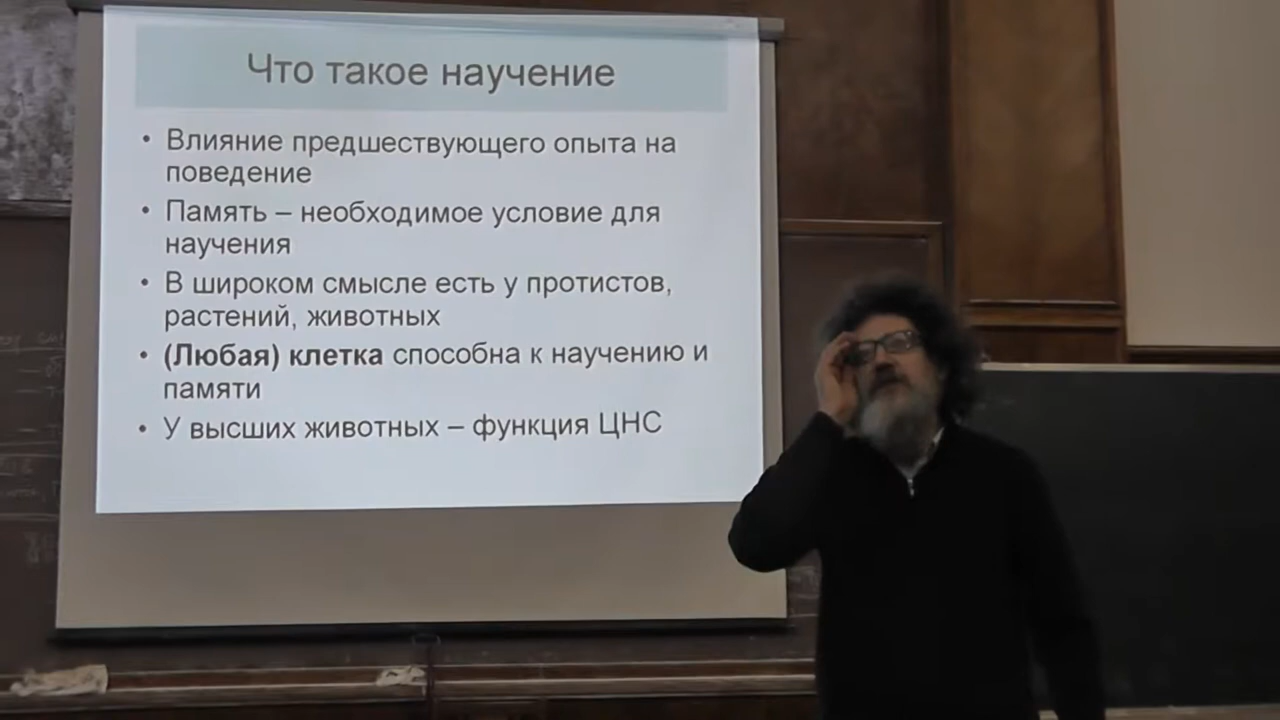 Что такое научение
• Влияние предшествующего опыта на
поведение
• Память – необходимое условие для
научения
• В широком смысле есть у протистов,
растений, животных
• (Любая) клетка способна к научению и
памяти
• У высших животных – функция ЦНС